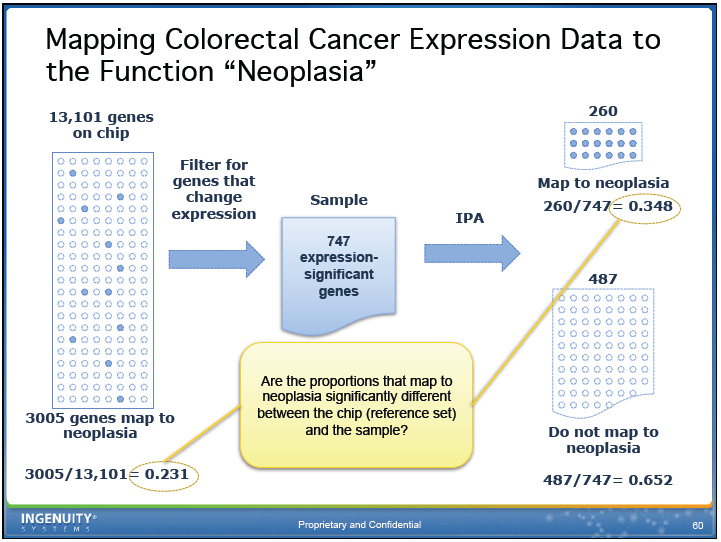 Mapping Colorectal Cancer Expression Data to
the Function “Neoplasia”
13,101 genes
on chip
Filter for
genes that
change
expression
Sample
747
expression-
significant
genes
IPA
260
Map to neoplasia
260/747= 0.348
487
Do not map to
neoplasia
487/747= 0.652
Are the proportions that map to
neoplasia significantly different
between the chip (reference set)
and the sample?
3005 genes map to
neoplasia
3005/13,101= 0.231
INGENUITY®
SYSTEMS
Proprietary and Confidential
60